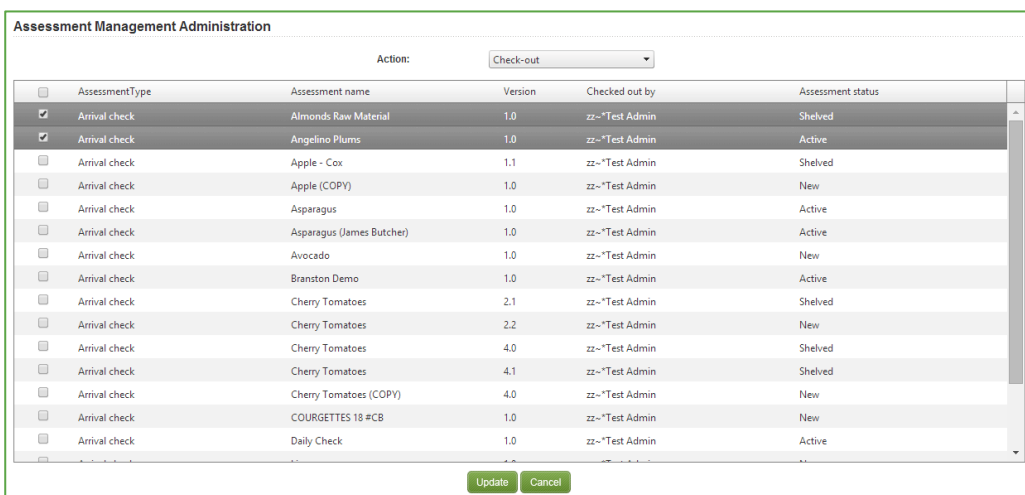 Assessment Management Administration
Action: Check-out
AssessmentType Assessment name Version Checked out by Assessment status
Arrival check Almonds Raw Material 1.0 zz~*Test Admin Shelved
Arrival check Angelino Plums 1.0 zz~*Test Admin Active
Arrival check Apple - Cox 1.1 zz~*Test Admin Shelved
Arrival check Apple (COPY) 1.0 zz~*Test Admin New
Arrival check Asparagus 1.0 zz~*Test Admin Active
Arrival check Asparagus (James Butcher) 1.0 zz~*Test Admin Active
Arrival check Avocado 1.0 zz~*Test Admin New
Arrival check Branston Demo 1.0 zz~*Test Admin Active
Arrival check Cherry Tomatoes 2.1 zz~*Test Admin Shelved
Arrival check Cherry Tomatoes 2.2 zz~*Test Admin New
Arrival check Cherry Tomatoes 4.0 zz~*Test Admin Shelved
Arrival check Cherry Tomatoes 4.1 zz~*Test Admin Shelved
Arrival check Cherry Tomatoes (COPY) 4.0 zz~*Test Admin New
Arrival check COURGETTES 18 #CB 1.0 zz~*Test Admin New
Arrival check Daily Check 1.0 zz~*Test Admin Active
Update Cancel